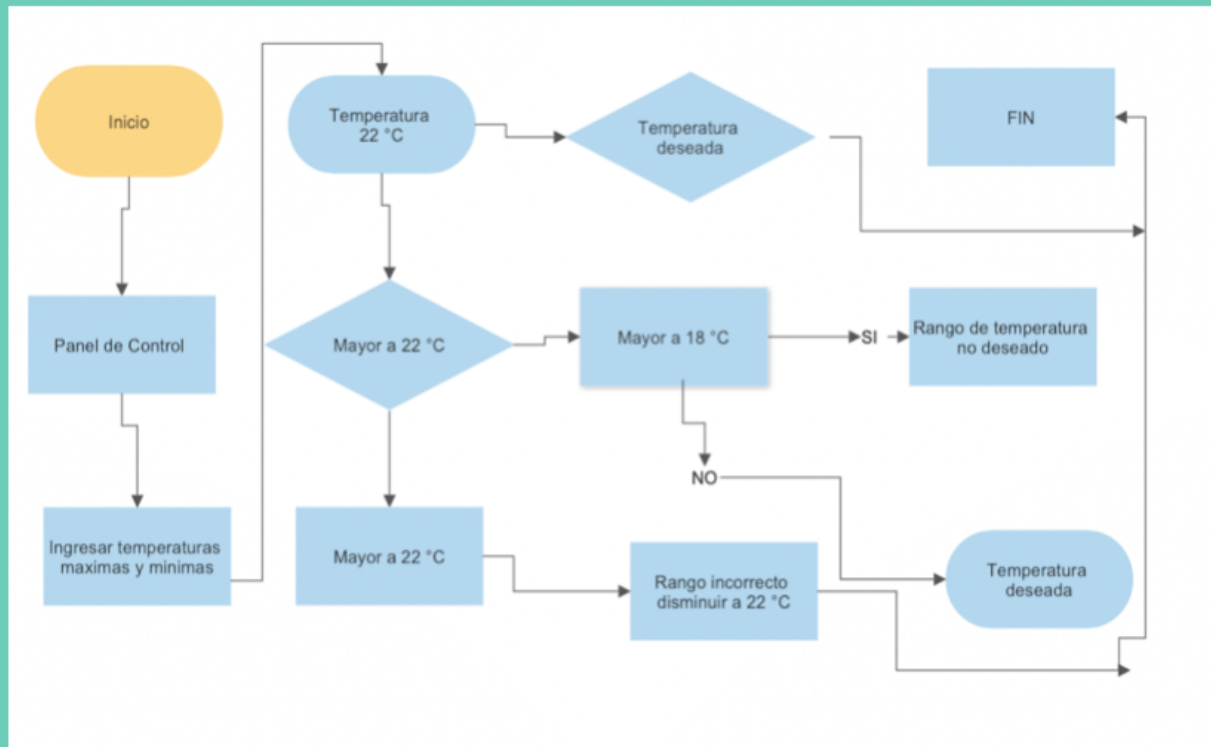 Inicio
Temperatura
22 °C
Temperatura
deseada
FIN
Panel de Control
Mayor a 22 °C
Mayor a 18 °C
SI
Rango de temperatura
no deseado
NO
Ingresar temperaturas
maximas y minimas
Mayor a 22 °C
Rango incorrecto
disminuir a 22 °C
Temperatura
deseada